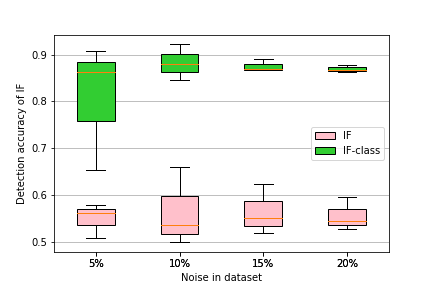 0.9
0.8
0.7
0.6
0.5
Detection accuracy of IF
IF
IF-class
5% 10% 15% 20%
Noise in dataset